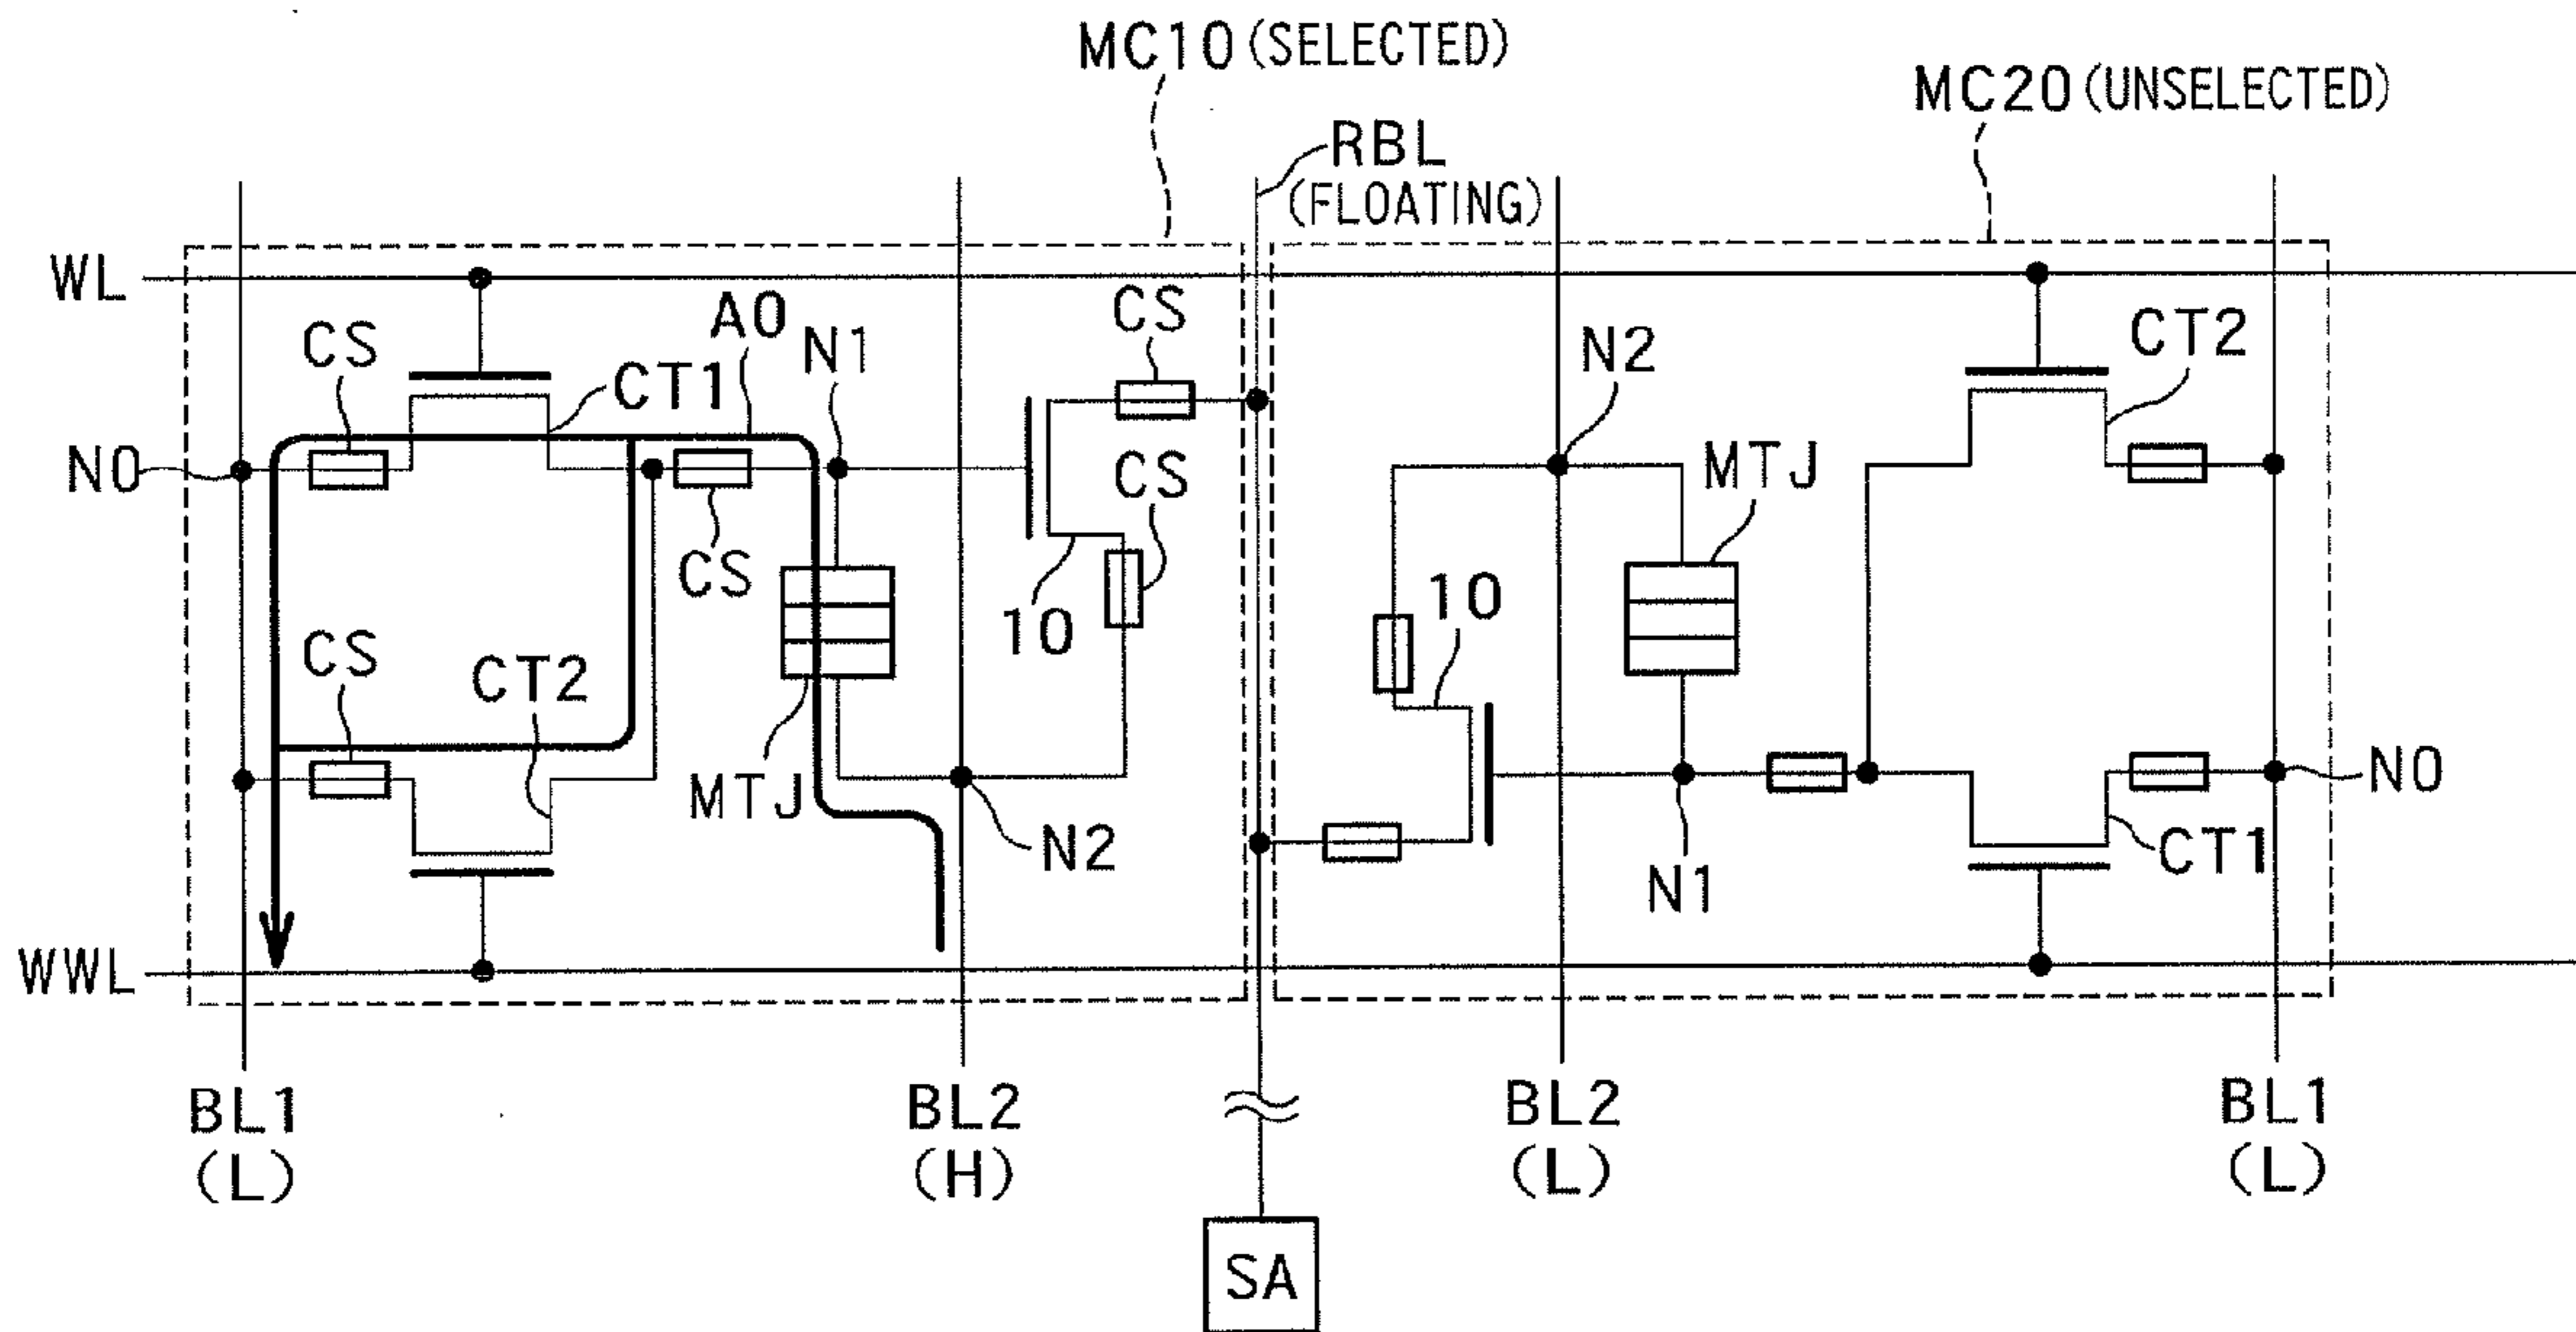 MC10 (SELECTED)
MC20 (UNSELECTED)
RBL
(FLOATING)
WL
CS
A0
N1
CS
N2
CT2
CT1
N0
CS
MTJ
CS
10
10
CS
CT2
MTJ
N2
N1
CT1
N0
WWL
BL1
(L)
BL2
(H)
BL2
(L)
BL1
(L)
SA